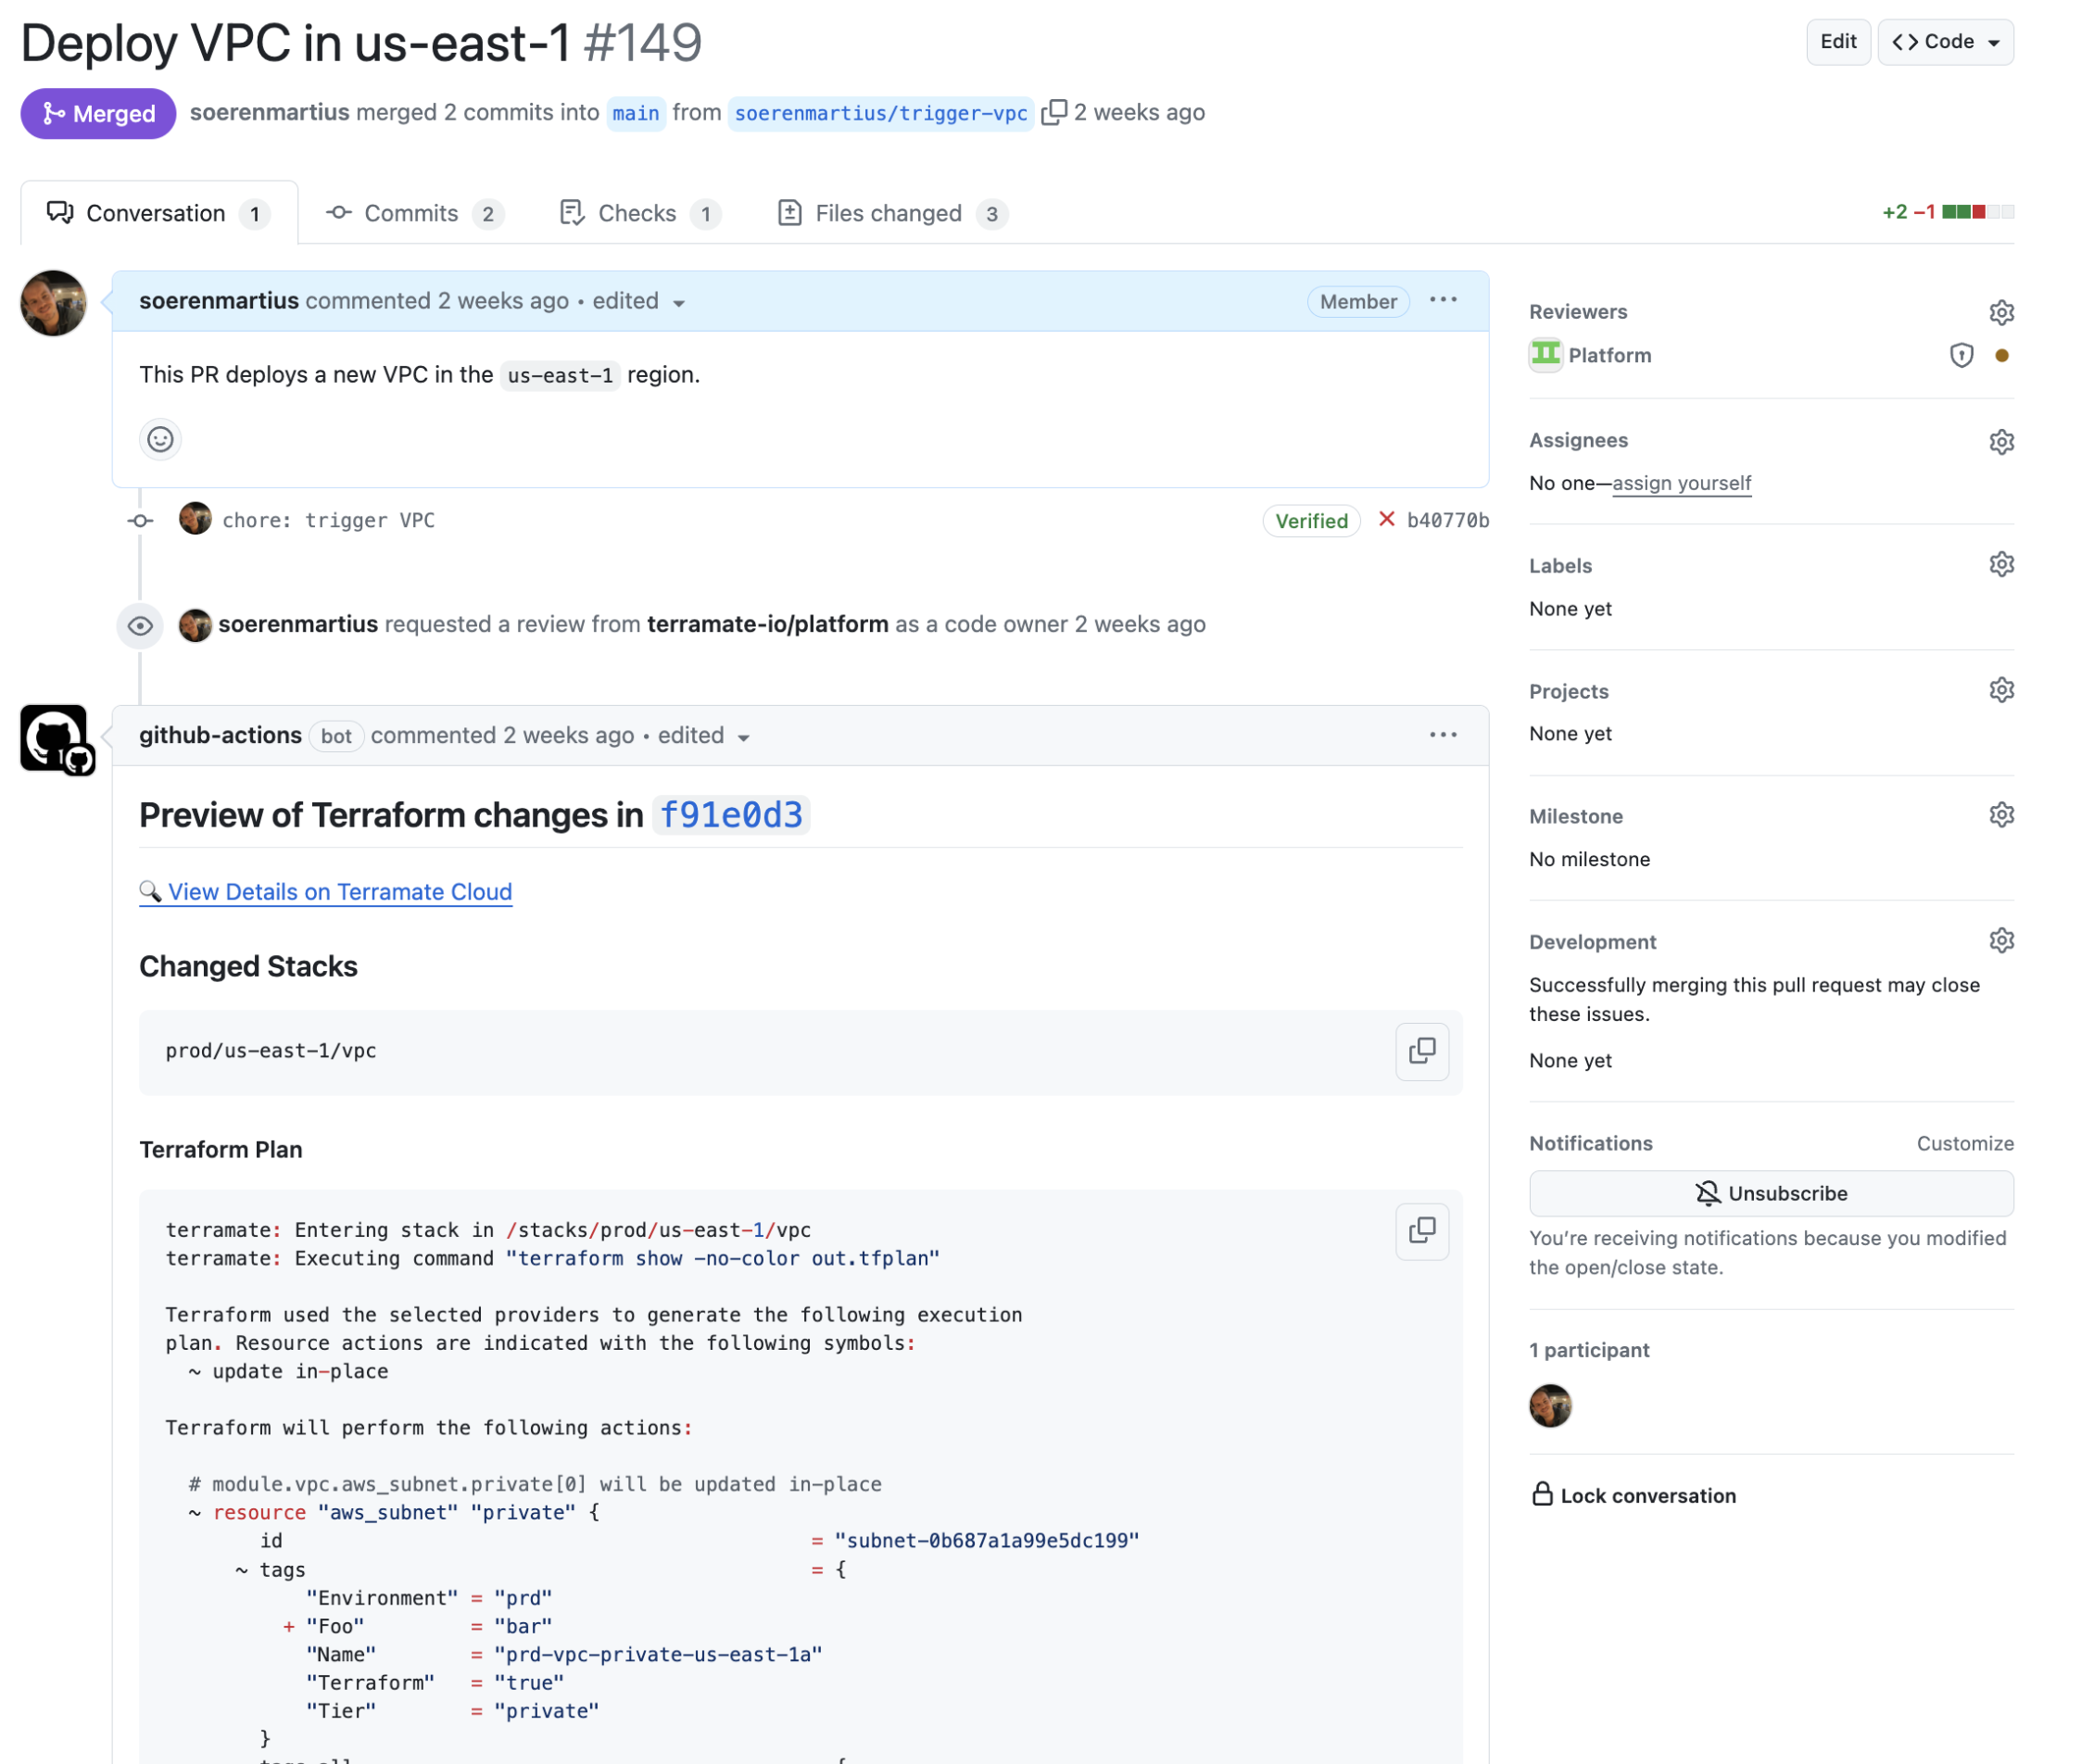 Deploy VPC in us-east-1 #149
Edit
Code
Merged
soerenmartius merged 2 commits into main from soerenmartius/trigger-vpc 2 weeks ago
Conversation 1
Commits 2
Checks 1
Files changed 3
+2 −1
soerenmartius commented 2 weeks ago • edited
Member
This PR deploys a new VPC in the us-east-1 region.
chore: trigger VPC
Verified
b40770b
soerenmartius requested a review from terramate-io/platform as a code owner 2 weeks ago
github-actions bot commented 2 weeks ago • edited
Preview of Terraform changes in f91e0d3
View Details on Terramate Cloud
Changed Stacks
prod/us-east-1/vpc
Terraform Plan
terramate: Entering stack in /stacks/prod/us-east-1/vpc
terramate: Executing command "terraform show -no-color out.tfplan"
Terraform used the selected providers to generate the following execution
plan. Resource actions are indicated with the following symbols:
~ update in-place
Terraform will perform the following actions:
# module.vpc.aws_subnet.private[0] will be updated in-place
~ resource "aws_subnet" "private" {
id = "subnet-0b687a1a99e5dc199"
~ tags = {
"Environment" = "prd"
+ "Foo" = "bar"
"Name" = "prd-vpc-private-us-east-1a"
"Terraform" = "true"
"Tier" = "private"
}
Reviewers
Platform
Assignees
No one—assign yourself
Labels
None yet
Projects
None yet
Milestone
No milestone
Development
Successfully merging this pull request may close
these issues.
None yet
Notifications
Customize
Unsubscribe
You're receiving notifications because you modified
the open/close state.
1 participant
Lock conversation